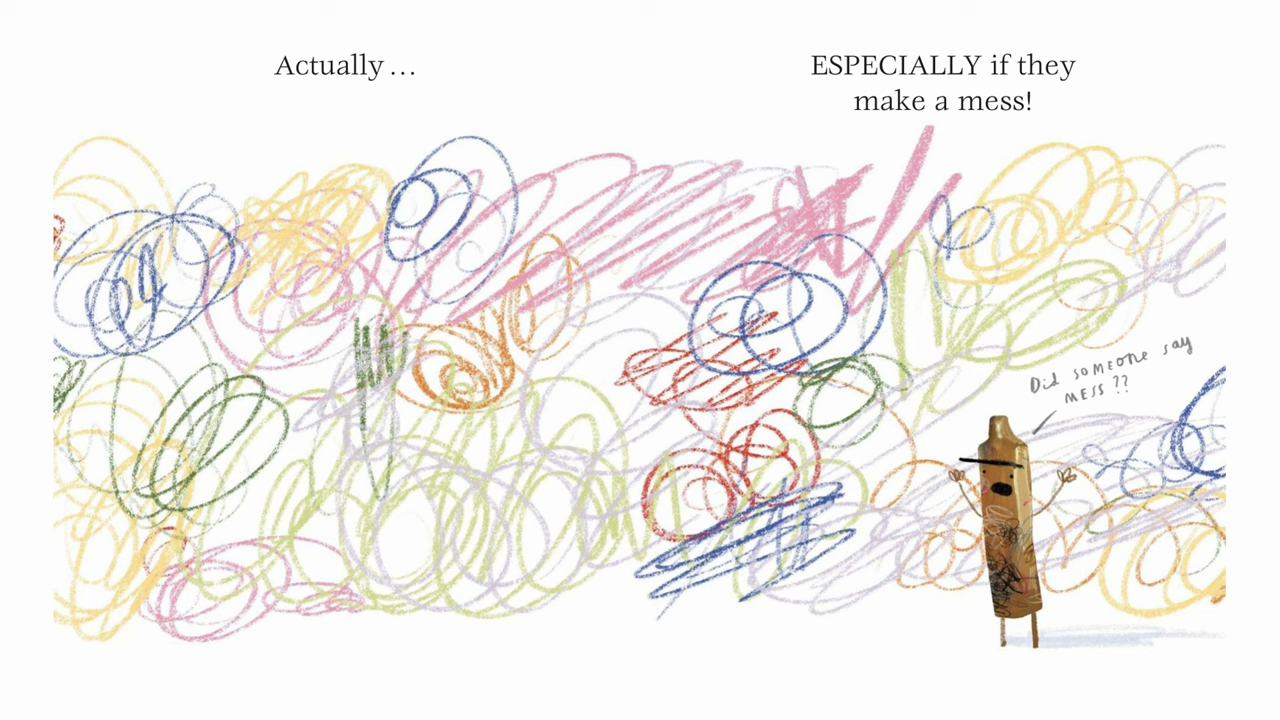 Actually …
ESPECIALLY if they
make a mess!
Did someone say
mess ??